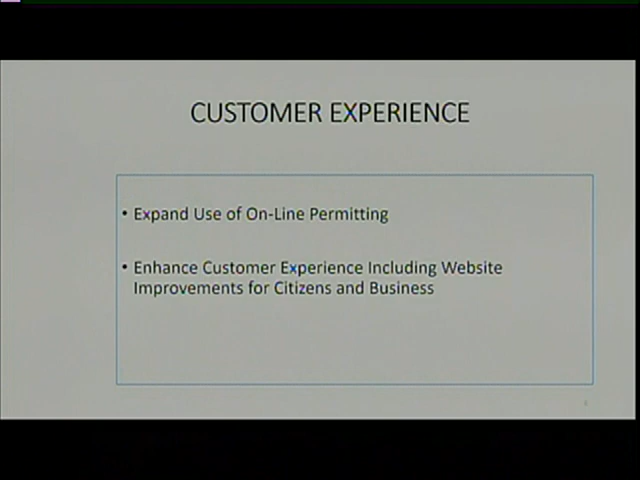 CUSTOMER EXPERIENCE
• Expand Use of On-Line Permitting
• Enhance Customer Experience Including Website
Improvements for Citizens and Business